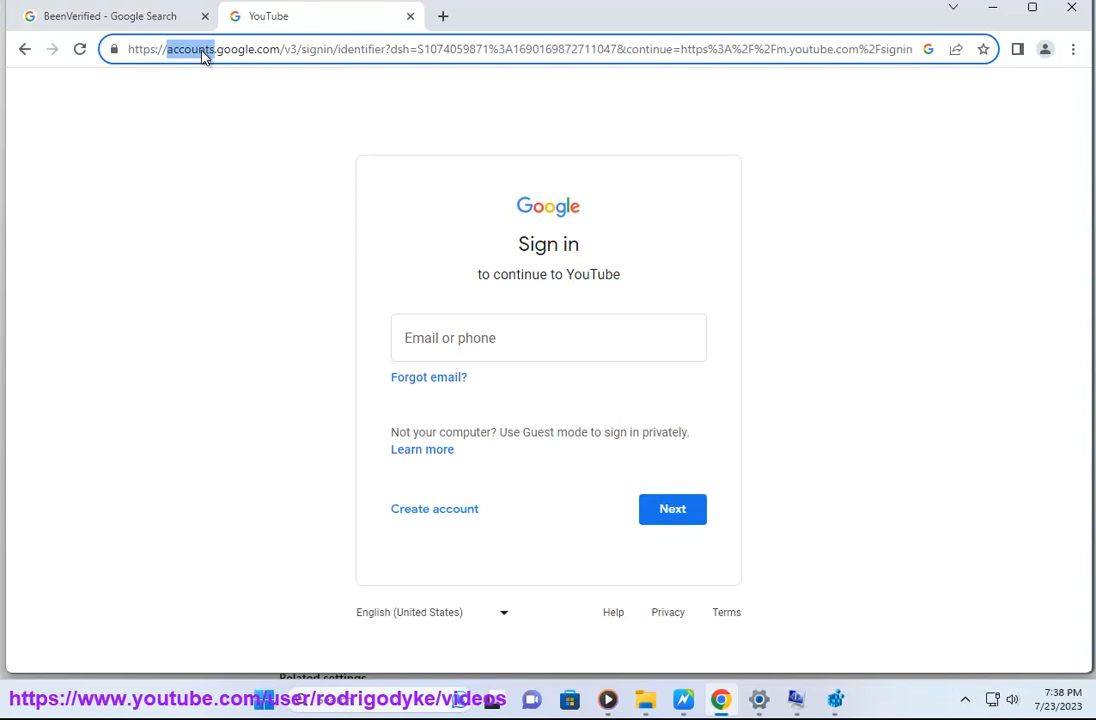 BeenVerified - Google Search
YouTube
https://accounts.google.com/v3/signin/identifier?dsh=S1074059871%3A1690169872711047&continue=https%3A%2F%2Fm.youtube.com%2Fsignin
Google
Sign in
to continue to YouTube
Email or phone
Forgot email?
Not your computer? Use Guest mode to sign in privately.
Learn more
Create account
Next
English (United States)
Help
Privacy
Terms
Related settings
https://www.youtube.com/user/rodrigodyke/videos
7:38 PM
7/23/2023